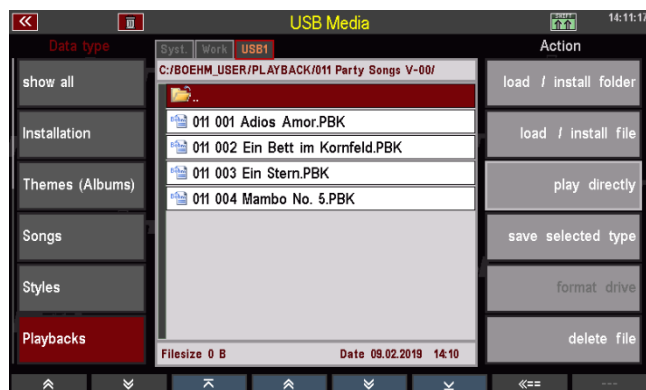 USB Media
SHIFT
14:11:17
Data type
show all
Installation
Themes (Albums)
Songs
Styles
Playbacks
Syst. Work USB1
C:/BOEHM_USER/PLAYBACK/011 Party Songs V-00/
..
011 001 Adios Amor.PBK
011 002 Ein Bett im Kornfeld.PBK
011 003 Ein Stern.PBK
011 004 Mambo No. 5.PBK
Filesize 0 B Date 09.02.2019 14:10
Action
load / install folder
load / install file
play directly
save selected type
format drive
delete file
«==
---